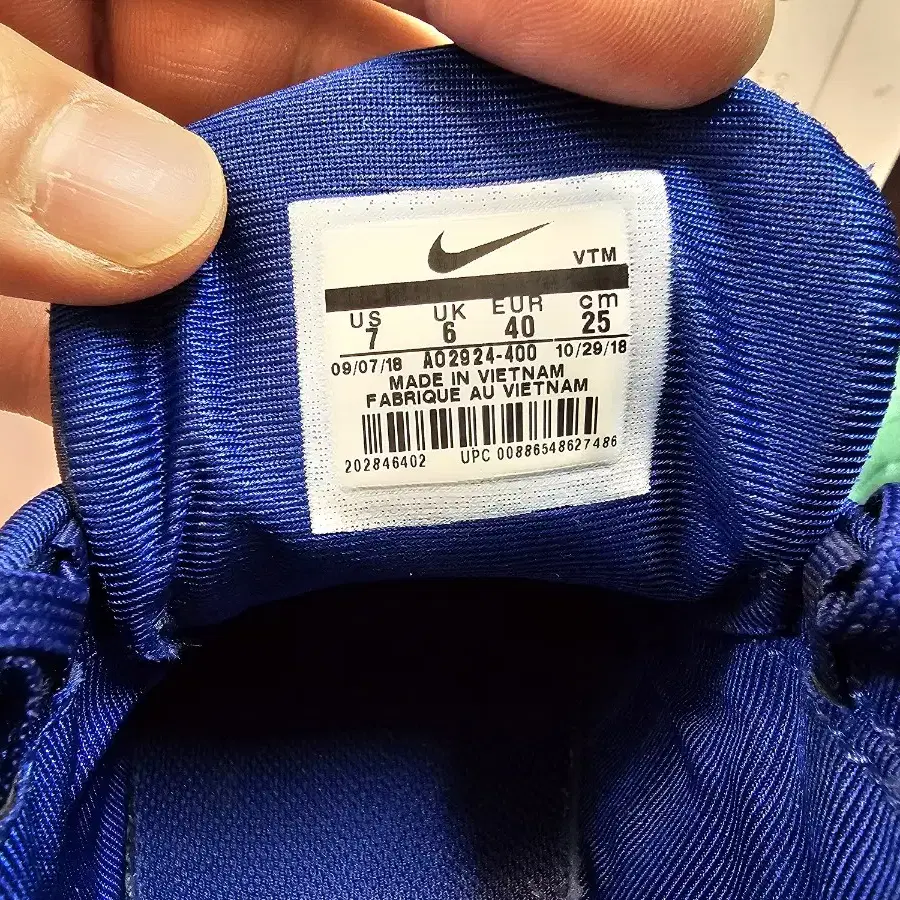 VTM
US UK EUR cm
7 6 40 25
09/07/18 AO2924-400 10/29/18
MADE IN VIETNAM
FABRIQUE AU VIETNAM
202846402 UPC 00886548627486